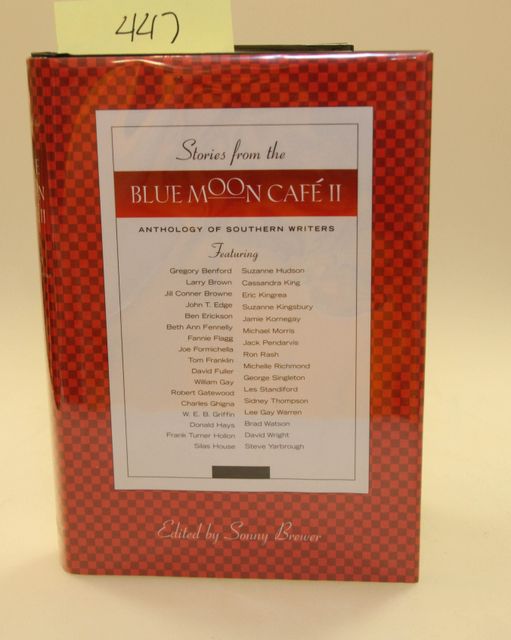 447
Stories from the
BLUE MOON CAFÉ II
ANTHOLOGY OF SOUTHERN WRITERS
Featuring
Gregory Benford
Larry Brown
Jill Conner Browne
John T. Edge
Ben Erickson
Beth Ann Fennelly
Fannie Flagg
Joe Formichella
Tom Franklin
David Fuller
William Gay
Robert Gatewood
Charles Ghigna
W. E. B. Griffin
Donald Hays
Frank Turner Hollon
Silas House
Suzanne Hudson
Cassandra King
Eric Kingrea
Suzanne Kingsbury
Jamie Kornegay
Michael Morris
Jack Pendarvis
Ron Rash
Michelle Richmond
George Singleton
Les Standiford
Sidney Thompson
Lee Gay Warren
Brad Watson
David Wright
Steve Yarbrough
Edited by Sonny Brewer